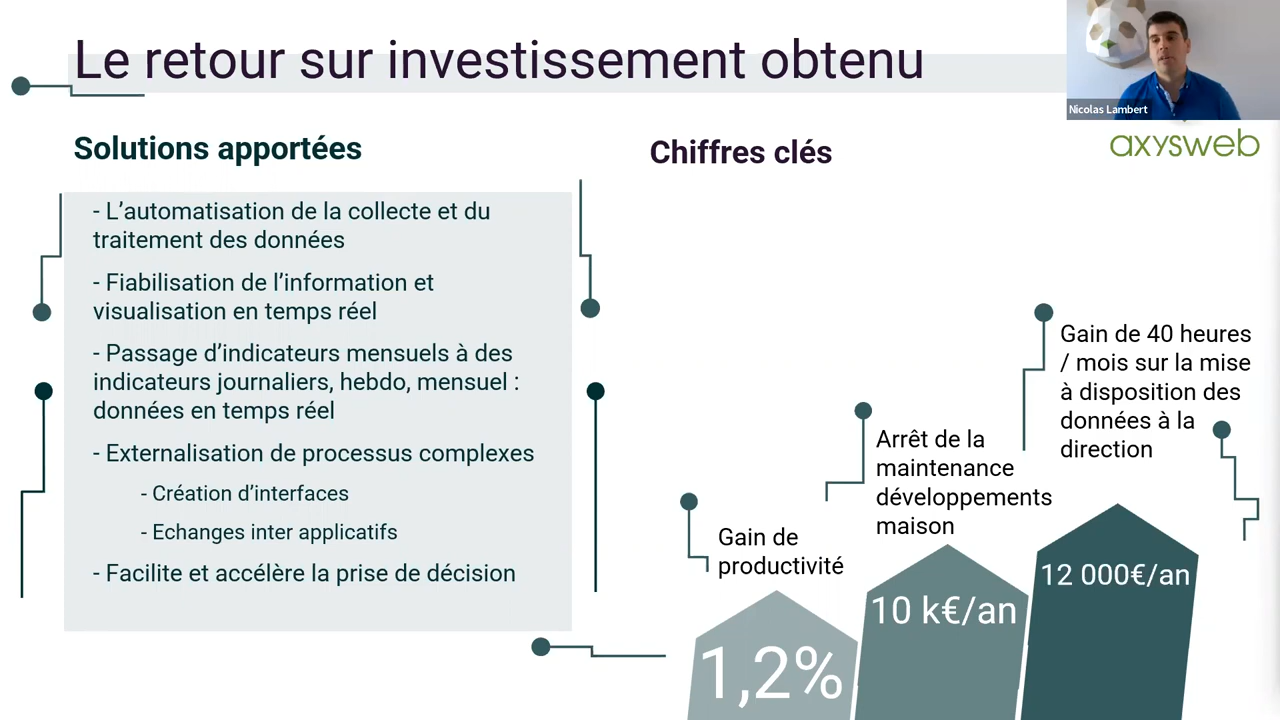 Le retour sur investissement obtenu
Nicolas Lambert
axysweb
Solutions apportées
- L’automatisation de la collecte et du
traitement des données
- Fiabilisation de l’information et
visualisation en temps réel
- Passage d’indicateurs mensuels à des
indicateurs journaliers, hebdo, mensuel :
données en temps réel
- Externalisation de processus complexes
- Création d’interfaces
- Echanges inter applicatifs
- Facilite et accélère la prise de décision
Chiffres clés
Gain de
productivité
1,2%
Arrêt de la
maintenance
développements
maison
10 k€/an
Gain de 40 heures
/ mois sur la mise
à disposition des
données à la
direction
12 000€/an